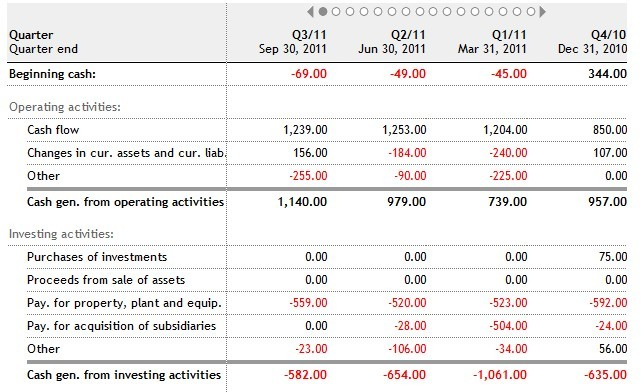 Quarter Q3/11 Q2/11 Q1/11 Q4/10
Quarter end Sep 30, 2011 Jun 30, 2011 Mar 31, 2011 Dec 31, 2010
Beginning cash: -69.00 -49.00 -45.00 344.00
Operating activities:
Cash flow 1,239.00 1,253.00 1,204.00 850.00
Changes in cur. assets and cur. liab. 156.00 -184.00 -240.00 107.00
Other -255.00 -90.00 -225.00 0.00
Cash gen. from operating activities 1,140.00 979.00 739.00 957.00
Investing activities:
Purchases of investments 0.00 0.00 0.00 75.00
Proceeds from sale of assets 0.00 0.00 0.00 0.00
Pay. for property, plant and equip. -559.00 -520.00 -523.00 -592.00
Pay. for acquisition of subsidiaries 0.00 -28.00 -504.00 -24.00
Other -23.00 -106.00 -34.00 56.00
Cash gen. from investing activities -582.00 -654.00 -1,061.00 -635.00